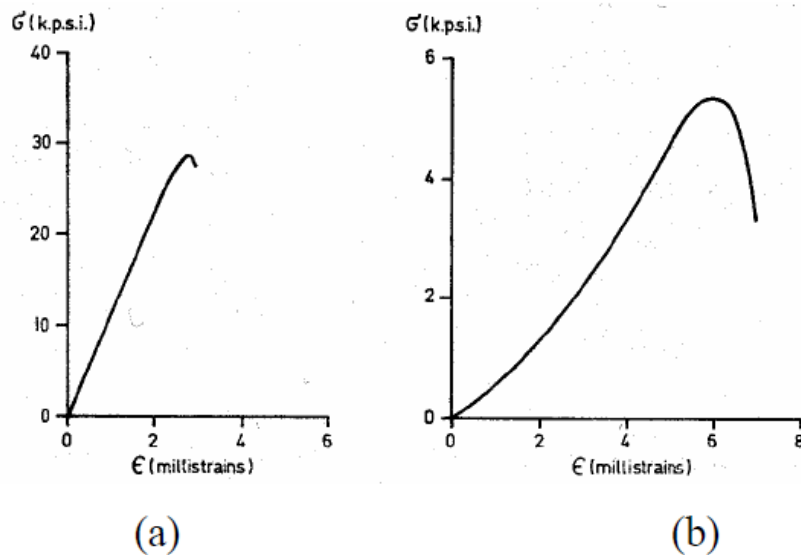 σ (k.p.s.i.)
40
30
20
10
0
0 2 4 6
ϵ (millistrains)
(a)
σ (k.p.s.i.)
6
4
2
0
0 2 4 6 8
ϵ (millistrains)
(b)